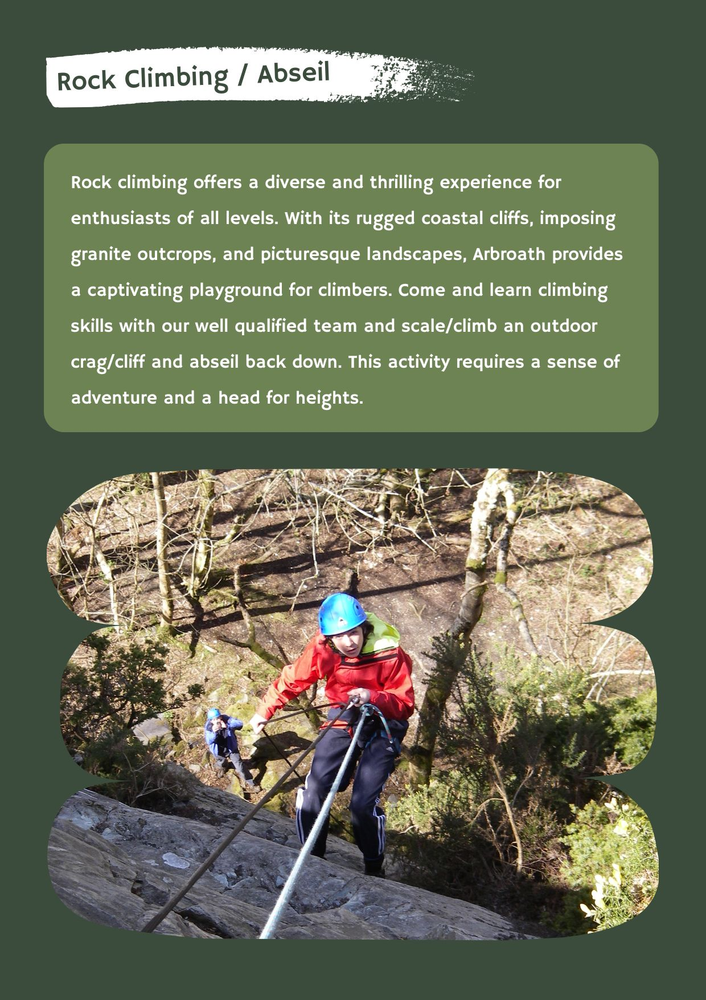 Rock Climbing / Abseil
Rock climbing offers a diverse and thrilling experience for
enthusiasts of all levels. With its rugged coastal cliffs, imposing
granite outcrops, and picturesque landscapes, Arbroath provides
a captivating playground for climbers. Come and learn climbing
skills with our well qualified team and scale/climb an outdoor
crag/cliff and abseil back down. This activity requires a sense of
adventure and a head for heights.